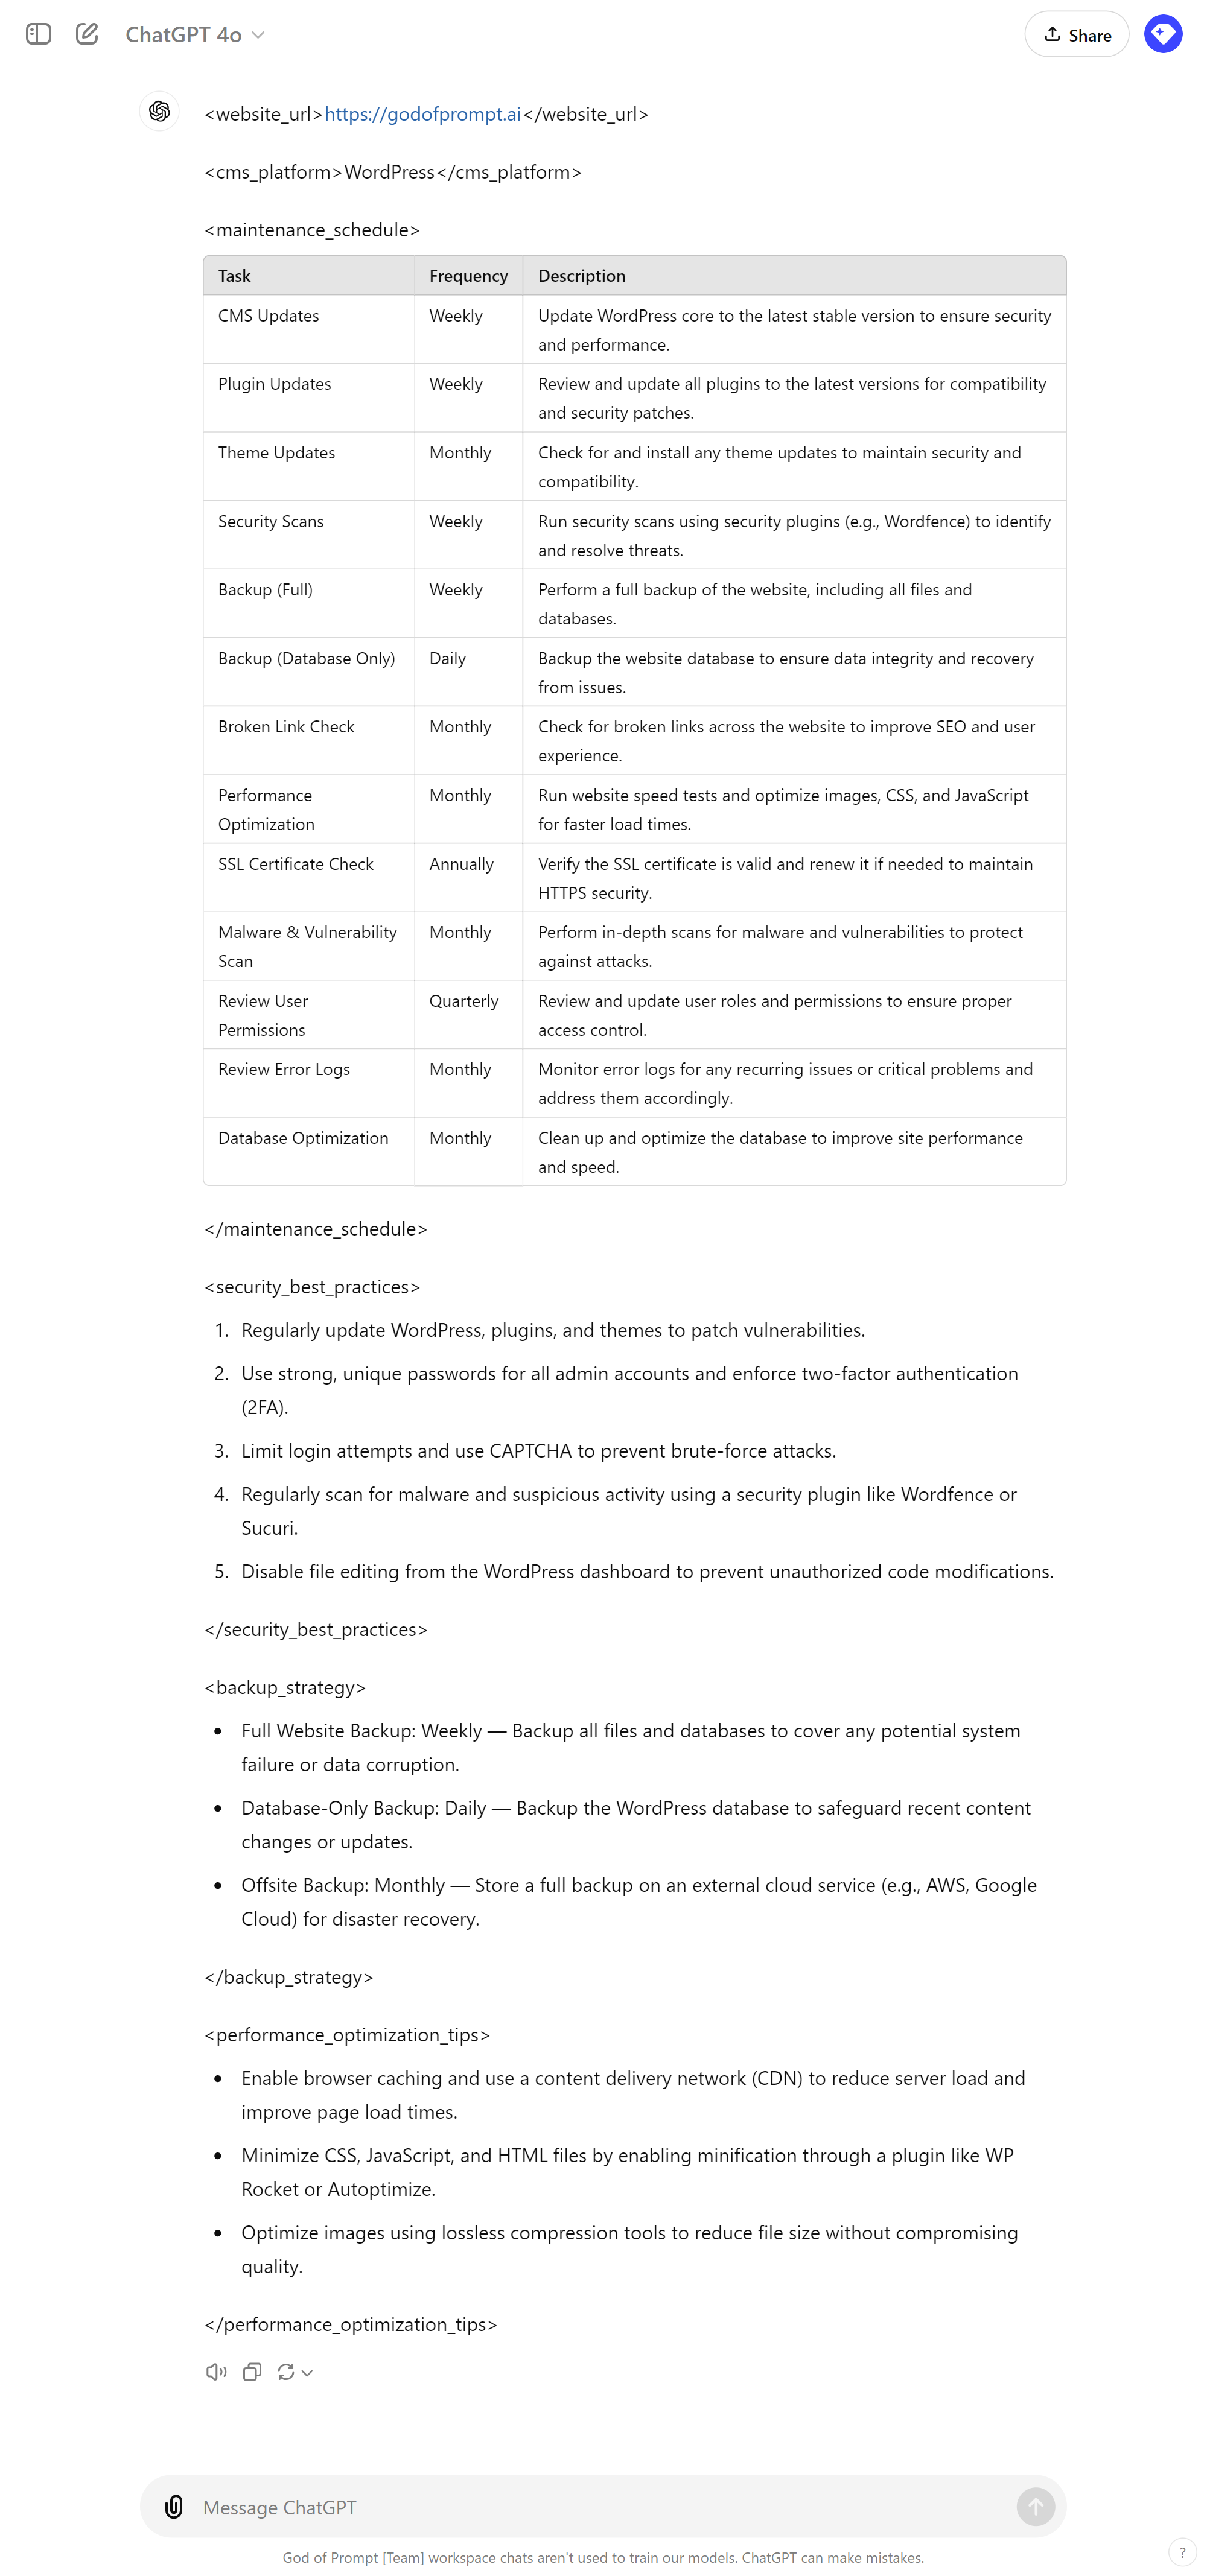 ChatGPT 4o
Share
<website_url>https://godofprompt.ai</website_url>
<cms_platform>WordPress</cms_platform>
<maintenance_schedule>
Task Frequency Description
CMS Updates Weekly Update WordPress core to the latest stable version to ensure security
and performance.
Plugin Updates Weekly Review and update all plugins to the latest versions for compatibility
and security patches.
Theme Updates Monthly Check for and install any theme updates to maintain security and
compatibility.
Security Scans Weekly Run security scans using security plugins (e.g., Wordfence) to identify
and resolve threats.
Backup (Full) Weekly Perform a full backup of the website, including all files and
databases.
Backup (Database Only) Daily Backup the website database to ensure data integrity and recovery
from issues.
Broken Link Check Monthly Check for broken links across the website to improve SEO and user
experience.
Performance Monthly Run website speed tests and optimize images, CSS, and JavaScript
Optimization for faster load times.
SSL Certificate Check Annually Verify the SSL certificate is valid and renew it if needed to maintain
HTTPS security.
Malware & Vulnerability Monthly Perform in-depth scans for malware and vulnerabilities to protect
Scan against attacks.
Review User Quarterly Review and update user roles and permissions to ensure proper
Permissions access control.
Review Error Logs Monthly Monitor error logs for any recurring issues or critical problems and
address them accordingly.
Database Optimization Monthly Clean up and optimize the database to improve site performance
and speed.
</maintenance_schedule>
<security_best_practices>
1. Regularly update WordPress, plugins, and themes to patch vulnerabilities.
2. Use strong, unique passwords for all admin accounts and enforce two-factor authentication
(2FA).
3. Limit login attempts and use CAPTCHA to prevent brute-force attacks.
4. Regularly scan for malware and suspicious activity using a security plugin like Wordfence or
Sucuri.
5. Disable file editing from the WordPress dashboard to prevent unauthorized code modifications.
</security_best_practices>
<backup_strategy>
• Full Website Backup: Weekly — Backup all files and databases to cover any potential system
failure or data corruption.
• Database-Only Backup: Daily — Backup the WordPress database to safeguard recent content
changes or updates.
• Offsite Backup: Monthly — Store a full backup on an external cloud service (e.g., AWS, Google
Cloud) for disaster recovery.
</backup_strategy>
<performance_optimization_tips>
• Enable browser caching and use a content delivery network (CDN) to reduce server load and
improve page load times.
• Minimize CSS, JavaScript, and HTML files by enabling minification through a plugin like WP
Rocket or Autoptimize.
• Optimize images using lossless compression tools to reduce file size without compromising
quality.
</performance_optimization_tips>
Message ChatGPT
God of Prompt [Team] workspace chats aren't used to train our models. ChatGPT can make mistakes.
?